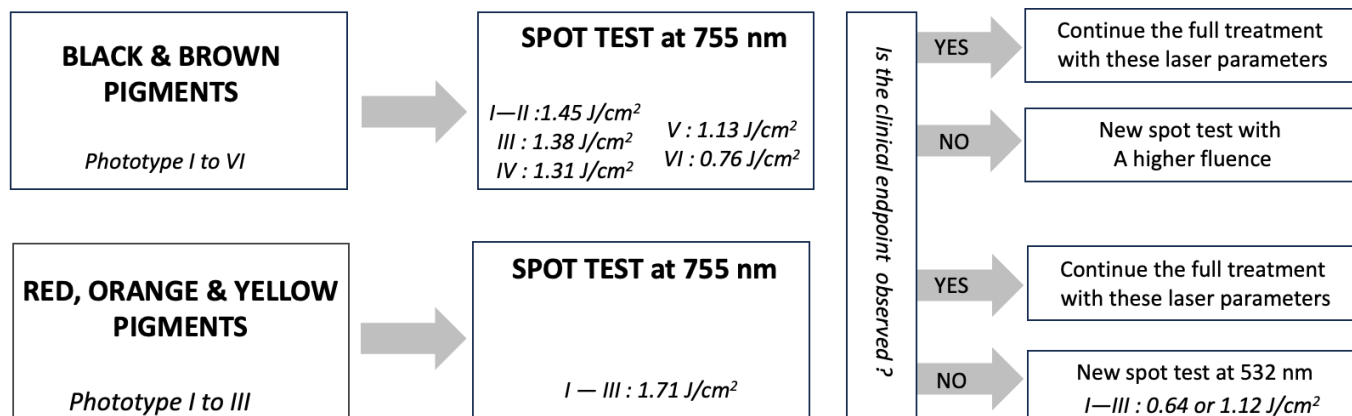 BLACK & BROWN
PIGMENTS
Phototype I to VI
SPOT TEST at 755 nm
I—II :1.45 J/cm²
III : 1.38 J/cm²
IV : 1.31 J/cm²
V : 1.13 J/cm²
VI : 0.76 J/cm²
Is the clinical endpoint observed ?
YES
Continue the full treatment
with these laser parameters
NO
New spot test with
A higher fluence
RED, ORANGE & YELLOW
PIGMENTS
Phototype I to III
SPOT TEST at 755 nm
I — III : 1.71 J/cm²
YES
Continue the full treatment
with these laser parameters
NO
New spot test at 532 nm
I—III : 0.64 or 1.12 J/cm²